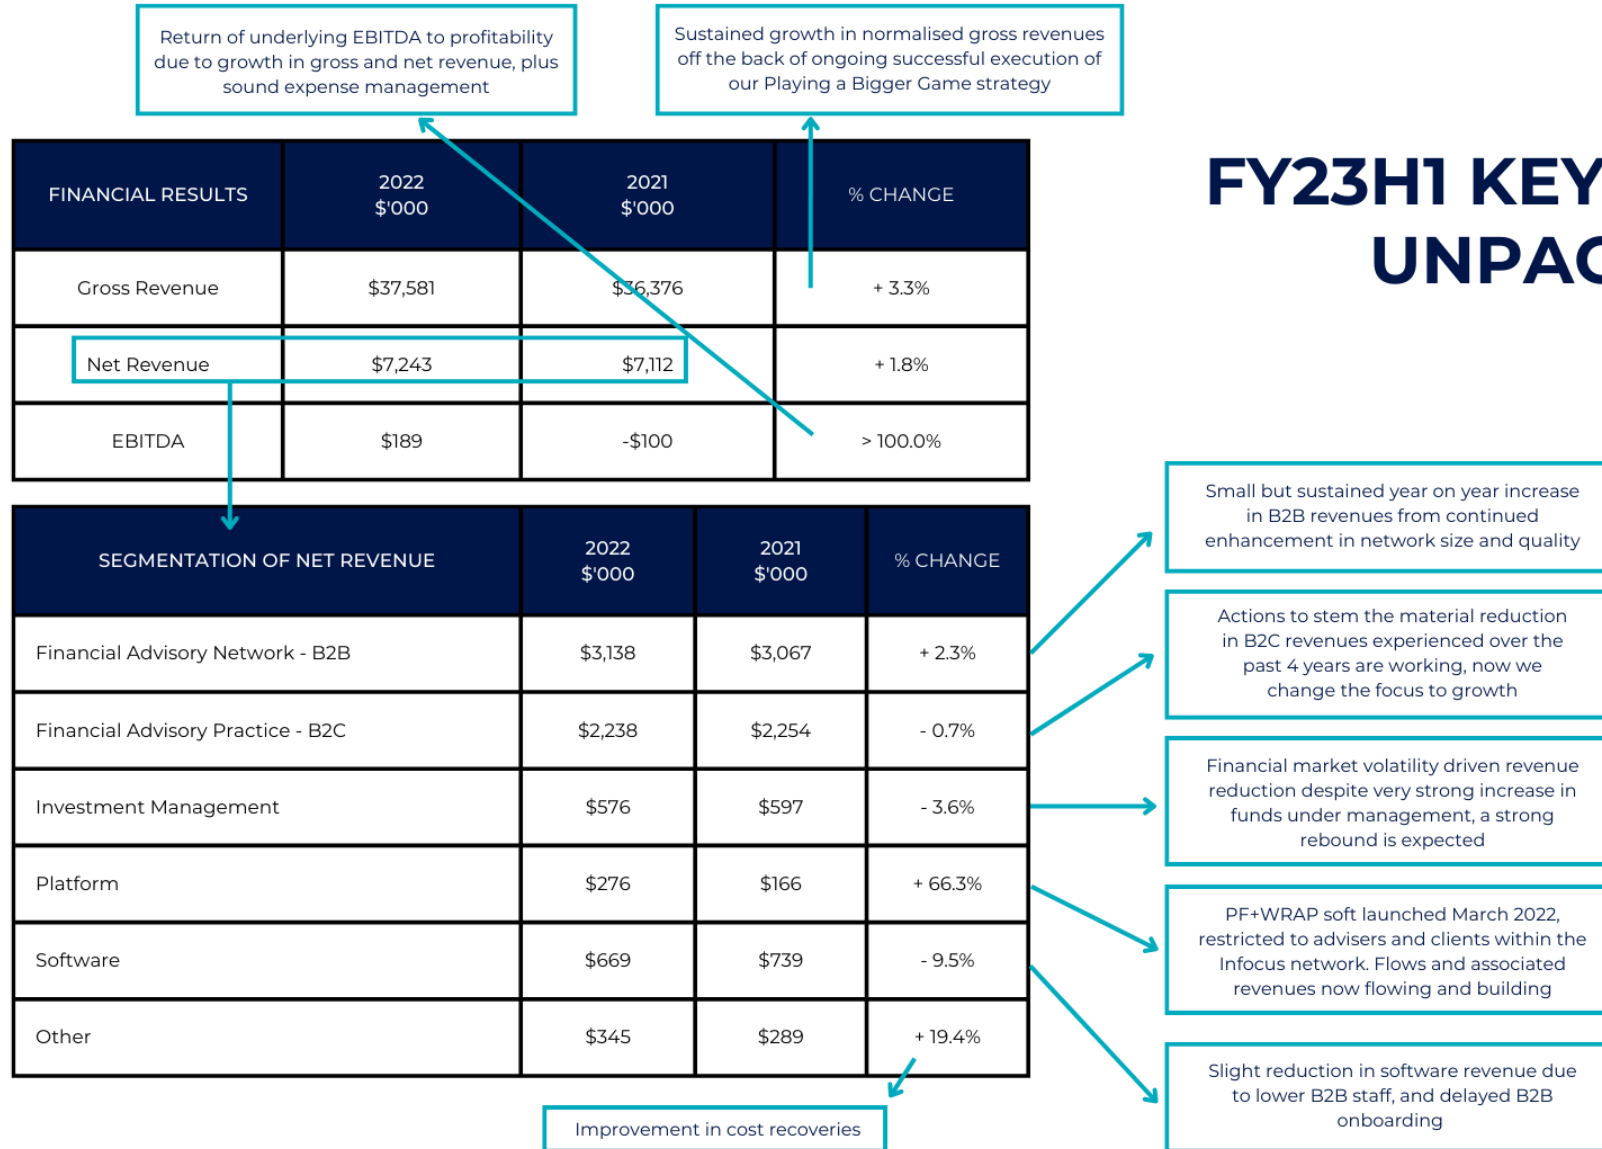 Return of underlying EBITDA to profitability
due to growth in gross and net revenue, plus
sound expense management
Sustained growth in normalised gross revenues
off the back of ongoing successful execution of
our Playing a Bigger Game strategy
FY23H1 KEY
UNPAC
FINANCIAL RESULTS
2022
$'000
2021
$'000
% CHANGE
Gross Revenue $37,581 $36,376 + 3.3%
Net Revenue $7,243 $7,112 + 1.8%
EBITDA $189 -$100 > 100.0%
SEGMENTATION OF NET REVENUE
2022
$'000
2021
$'000
% CHANGE
Financial Advisory Network - B2B $3,138 $3,067 + 2.3%
Financial Advisory Practice - B2C $2,238 $2,254 - 0.7%
Investment Management $576 $597 - 3.6%
Platform $276 $166 + 66.3%
Software $669 $739 - 9.5%
Other $345 $289 + 19.4%
Small but sustained year on year increase
in B2B revenues from continued
enhancement in network size and quality
Actions to stem the material reduction
in B2C revenues experienced over the
past 4 years are working, now we
change the focus to growth
Financial market volatility driven revenue
reduction despite very strong increase in
funds under management, a strong
rebound is expected
PF+WRAP soft launched March 2022,
restricted to advisers and clients within the
Infocus network. Flows and associated
revenues now flowing and building
Slight reduction in software revenue due
to lower B2B staff, and delayed B2B
onboarding
Improvement in cost recoveries